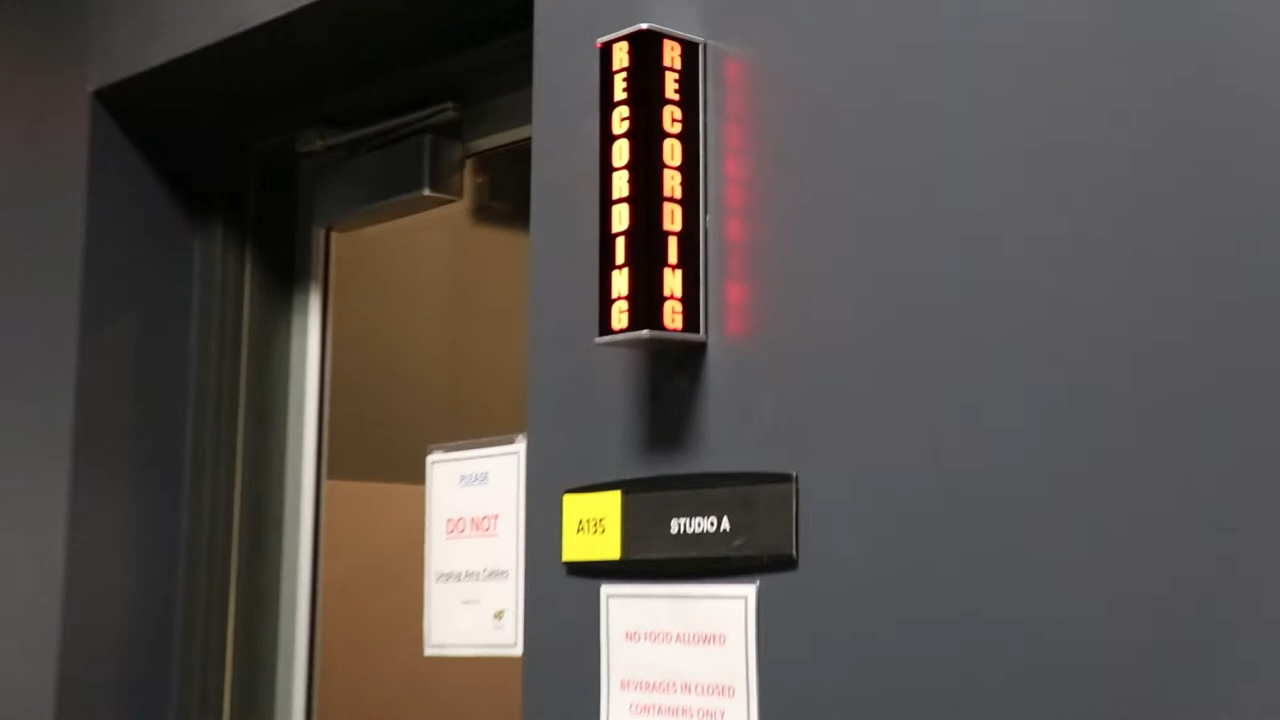 RECORDING
RECORDING
PLEASE
DO NOT
Unplug Any Cables
A135
STUDIO A
NO FOOD ALLOWED
BEVERAGES IN CLOSED
CONTAINERS ONLY